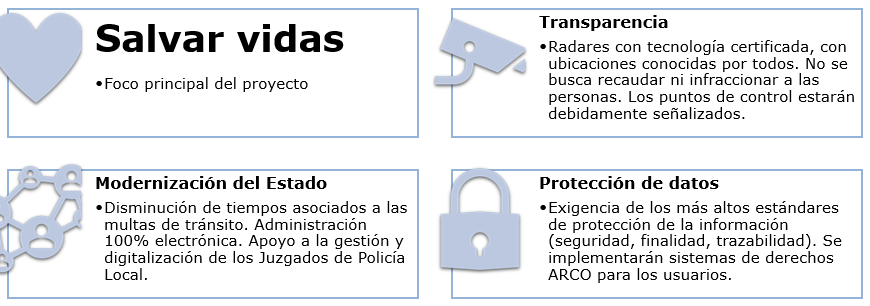 Salvar vidas
•Foco principal del proyecto
Transparencia
•Radares con tecnología certificada, con
ubicaciones conocidas por todos. No se
busca recaudar ni infraccionar a las
personas. Los puntos de control estarán
debidamente señalizados.
Modernización del Estado
•Disminución de tiempos asociados a las
multas de tránsito. Administración
100% electrónica. Apoyo a la gestión y
digitalización de los Juzgados de Policía
Local.
Protección de datos
•Exigencia de los más altos estándares
de protección de la información
(seguridad, finalidad, trazabilidad). Se
implementarán sistemas de derechos
ARCO para los usuarios.